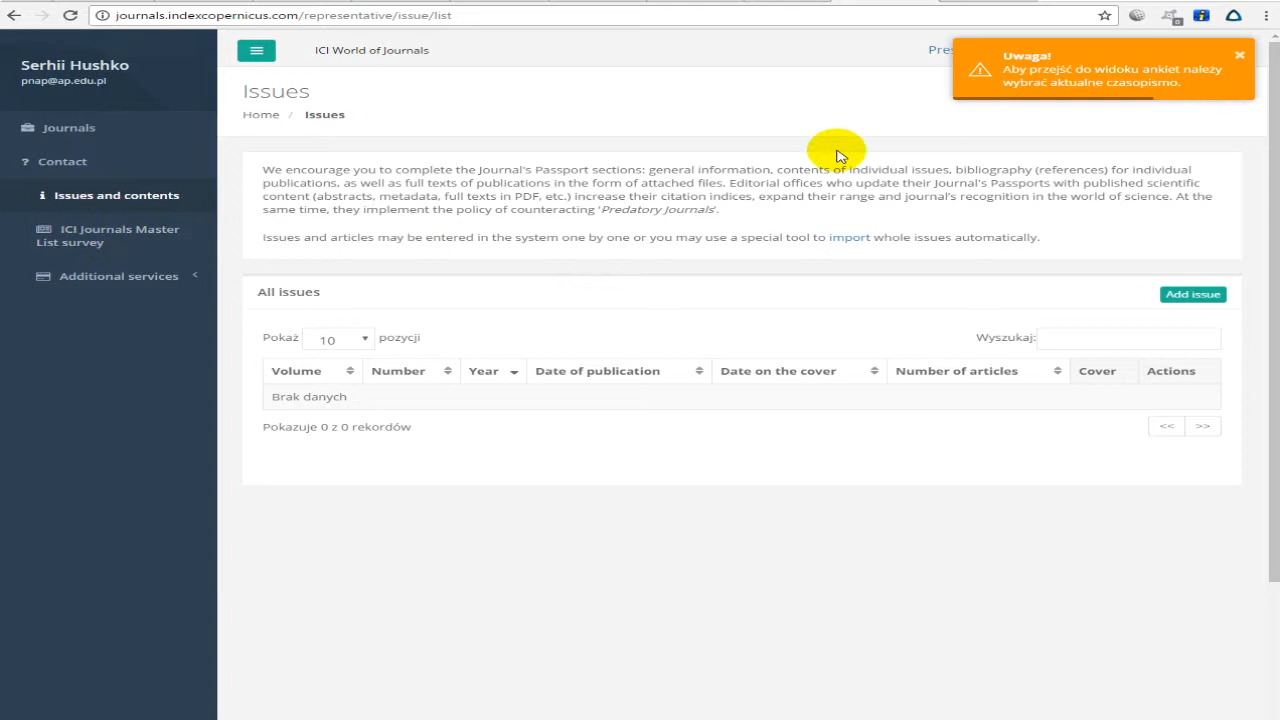 journals.indexcopernicus.com/representative/issue/list
Serhii Hushko
pnap@ap.edu.pl
Journals
Contact
Issues and contents
ICI Journals Master
List survey
Additional services
ICI World of Journals
Pres
Uwaga!
Aby przejść do widoku ankiet należy
wybrać aktualne czasopismo.
Issues
Home / Issues
We encourage you to complete the Journal's Passport sections: general information, contents of individual issues, bibliography (references) for individual
publications, as well as full texts of publications in the form of attached files. Editorial offices who update their Journal's Passports with published scientific
content (abstracts, metadata, full texts in PDF, etc.) increase their citation indices, expand their range and journal's recognition in the world of science. At the
same time, they implement the policy of counteracting 'Predatory Journals'.
Issues and articles may be entered in the system one by one or you may use a special tool to import whole issues automatically.
All issues
Add issue
Pokaż 10 pozycji
Wyszukaj:
Volume Number Year Date of publication Date on the cover Number of articles Cover Actions
Brak danych
Pokazuje 0 z 0 rekordów
<< >>